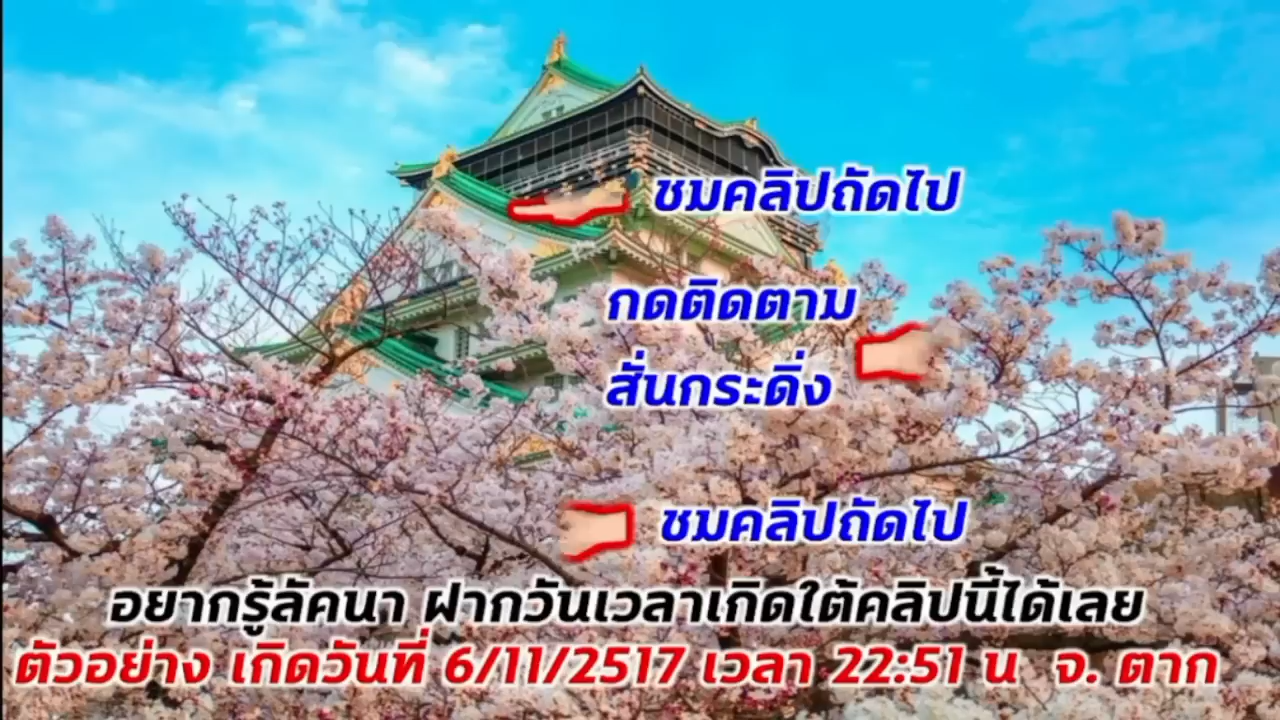 ชมคลิปถัดไป
กดติดตาม
สั่นกระดิ่ง
ชมคลิปถัดไป
อยากรู้ลัคนา ฝากวันเวลาเกิดใต้คลิปนี้ได้เลย
ตัวอย่าง เกิดวันที่ 6/11/2517 เวลา 22:51 น จ. ตาก